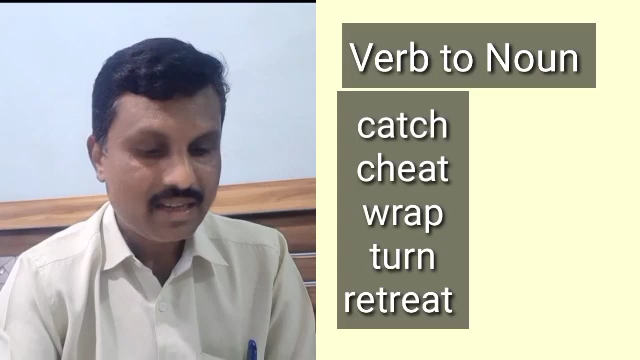 Verb to Noun
catch
cheat
wrap
turn
retreat